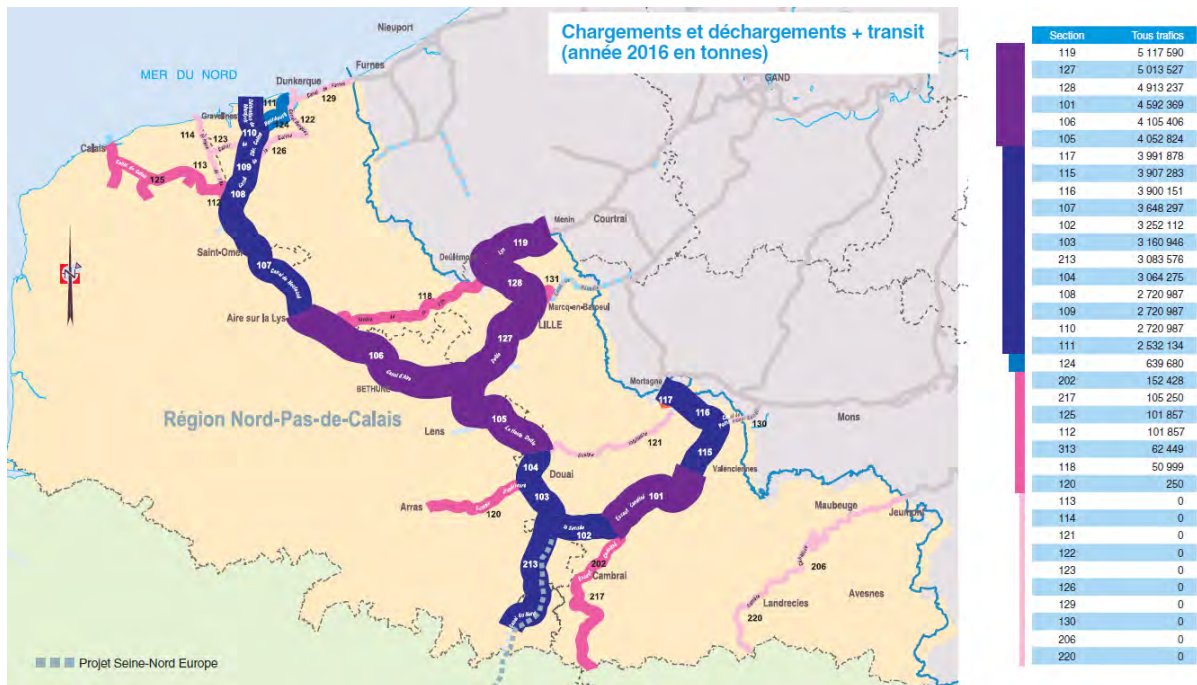 Chargements et déchargements + transit
(année 2016 en tonnes)
Nieuport
Furnes
GAND
MER DU NORD
Dunkerque
129
111
122
124
Gravelines
110
114
123
126
Calais
113
109
125
112
108
Saint-Omer
107
Menin
Courtrai
119
Deûlémont
128
131
118
Marcq-en-Barœul
LILLE
Aire sur la Lys
127
106
BETHUNE
Mortagne
117
116
Mons
130
Région Nord-Pas-de-Calais
105
Lens
121
115
Valenciennes
104
Douai
103
101
Arras
120
102
Maubeuge
Jeumont
213
202
Cambrai
206
217
Landrecies
Avesnes
220
Projet Seine-Nord Europe
Section Tous trafics
119 5 117 590
127 5 013 527
128 4 913 237
101 4 592 369
106 4 105 406
105 4 052 824
117 3 991 878
115 3 907 283
116 3 900 151
107 3 648 297
102 3 252 112
103 3 160 946
213 3 083 576
104 3 064 275
108 2 720 987
109 2 720 987
110 2 720 987
111 2 532 134
124 639 680
202 152 428
217 105 250
125 101 857
112 101 857
313 62 449
118 50 999
120 250
113 0
114 0
121 0
122 0
123 0
126 0
129 0
130 0
206 0
220 0